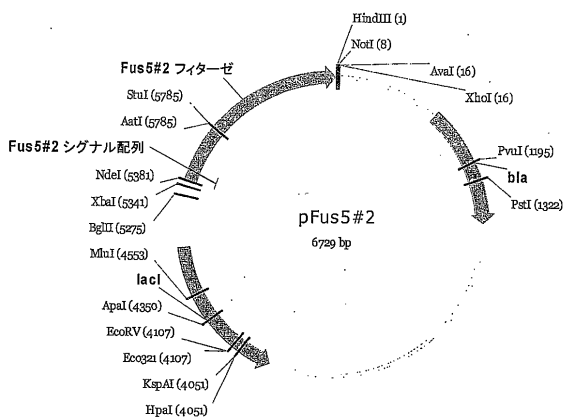 HindIII (1)
NotI (8)
AvaI (16)
XhoI (16)
Fus5#2 フィターゼ
StuI (5785)
AatI (5785)
Fus5#2 シグナル配列
NdeI (5381)
XbaI (5341)
BglII (5275)
PvuI (1195)
bla
PstI (1322)
pFus5#2
6729 bp
MluI (4553)
lacI
ApaI (4350)
EcoRV (4107)
Eco32I (4107)
KspAI (4051)
HpaI (4051)